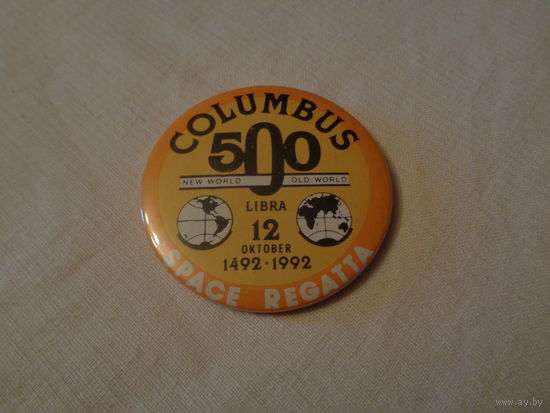 COLUMBUS
500
NEW WORLD OLD WORLD
LIBRA
12
OKTOBER
1492 · 1992
SPACE REGATTA
www.ay.by